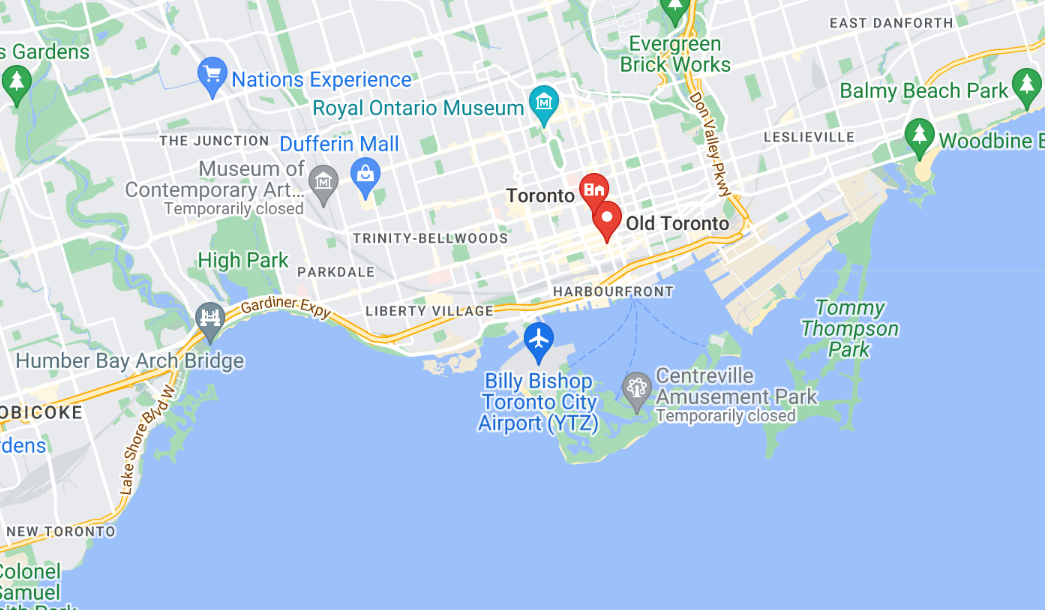 EAST DANFORTH
Evergreen
Brick Works
s Gardens
Nations Experience
Balmy Beach Park
Royal Ontario Museum
Don Valley Pkwy
THE JUNCTION
Dufferin Mall
LESLIEVILLE
Woodbine B
Museum of
Contemporary Art...
Temporarily closed
Toronto
Old Toronto
TRINITY-BELLWOODS
High Park
PARKDALE
HARBOURFRONT
Gardiner Expy
LIBERTY VILLAGE
Tommy
Thompson
Park
Humber Bay Arch Bridge
Billy Bishop
Toronto City
Airport (YTZ)
Centreville
Amusement Park
Temporarily closed
OBICOKE
rdens
Lake Shore Blvd W
NEW TORONTO
Colonel
Samuel
ith Park